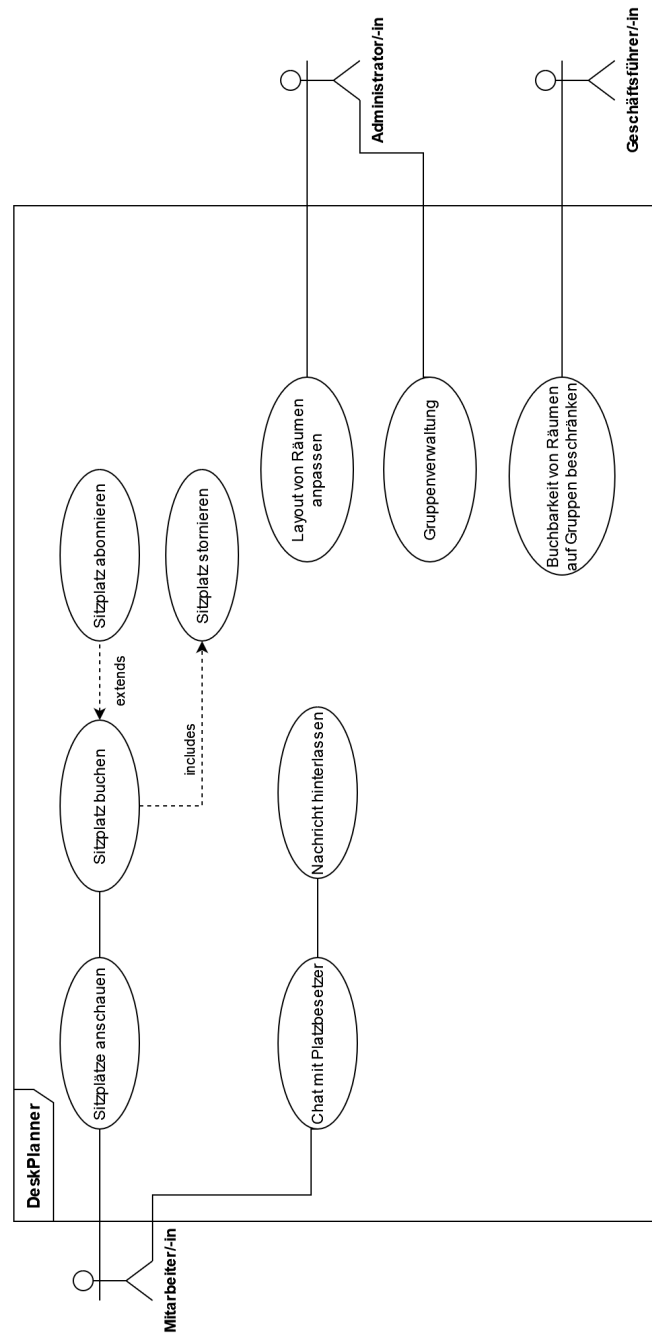 DeskPlanner
Mitarbeiter/-in
Sitzplätze anschauen
Sitzplatz buchen
extends
Sitzplatz abonnieren
includes
Sitzplatz stornieren
Chat mit Platzbesetzer
Nachricht hinterlassen
Layout von Räumen
anpassen
Gruppenverwaltung
Administrator/-in
Buchbarkeit von Räumen
auf Gruppen beschränken
Geschäftsführer/-in